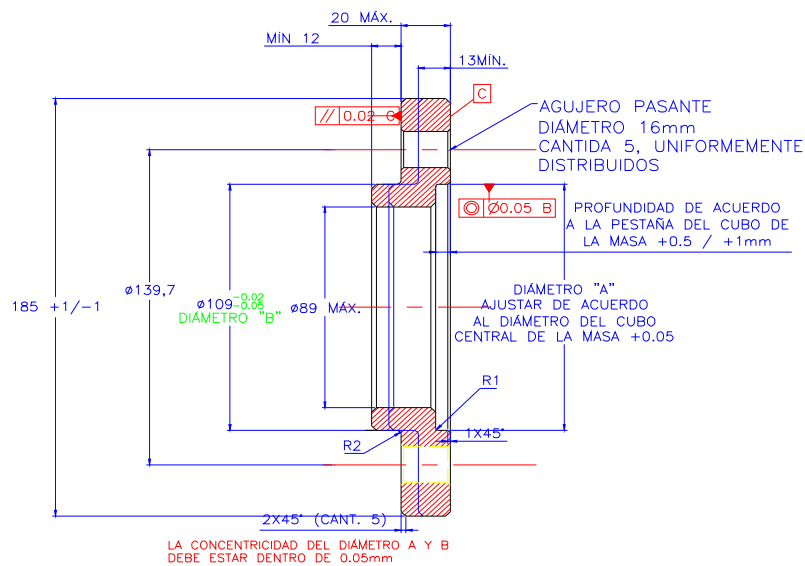 20 MÁX.
MÍN 12
13MÍN.
C
// 0.02 C
AGUJERO PASANTE
DIÁMETRO 16mm
CANTIDA 5, UNIFORMEMENTE
DISTRIBUIDOS
◎ Ø0.05 B
PROFUNDIDAD DE ACUERDO
A LA PESTAÑA DEL CUBO DE
LA MASA +0.5 / +1mm
185 +1/-1
Ø139,7
Ø109 -0.02
-0.05
DIÁMETRO "B"
Ø89 MÁX.
DIÁMETRO "A"
AJUSTAR DE ACUERDO
AL DIÁMETRO DEL CUBO
CENTRAL DE LA MASA +0.05
R1
R2
1X45°
2X45° (CANT. 5)
LA CONCENTRICIDAD DEL DIÁMETRO A Y B
DEBE ESTAR DENTRO DE 0.05mm